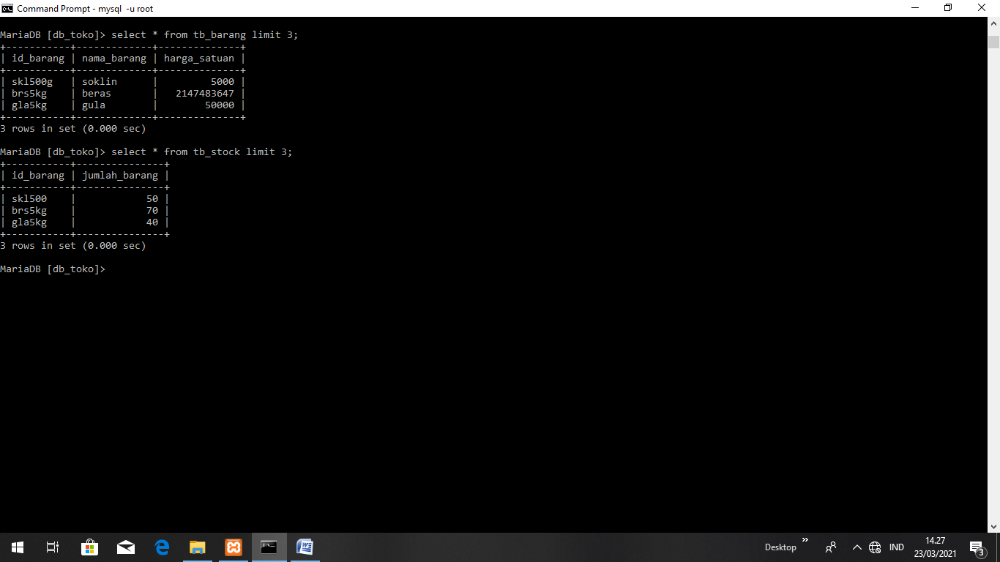 Command Prompt - mysql  -u root
MariaDB [db_toko]> select * from tb_barang limit 3;
+-----------+-------------+--------------+
| id_barang | nama_barang | harga_satuan |
+-----------+-------------+--------------+
| skl500g   | soklin      |         5000 |
| brs5kg    | beras       |   2147483647 |
| gla5kg    | gula        |        50000 |
+-----------+-------------+--------------+
3 rows in set (0.000 sec)
MariaDB [db_toko]> select * from tb_stock limit 3;
+-----------+---------------+
| id_barang | jumlah_barang |
+-----------+---------------+
| skl500    |            50 |
| brs5kg    |            70 |
| gla5kg    |            40 |
+-----------+---------------+
3 rows in set (0.000 sec)
MariaDB [db_toko]>
Desktop
IND
14.27
23/03/2021
3